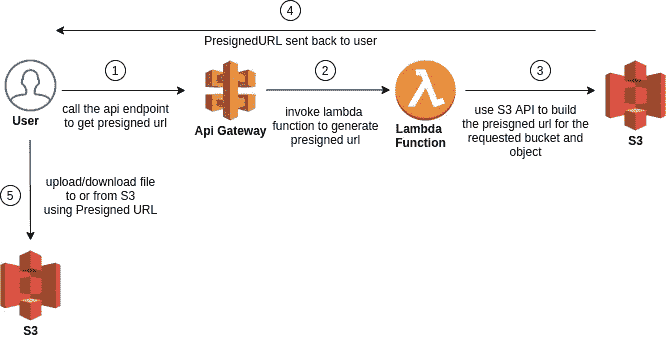 4
PresignedURL sent back to user
1
2
3
call the api endpoint
to get presigned url
invoke lambda
function to generate
presigned url
use S3 API to build
the preisgned url for the
requested bucket and
object
User
Api Gateway
Lambda
Function
S3
5
upload/download file
to or from S3
using Presigned URL
S3